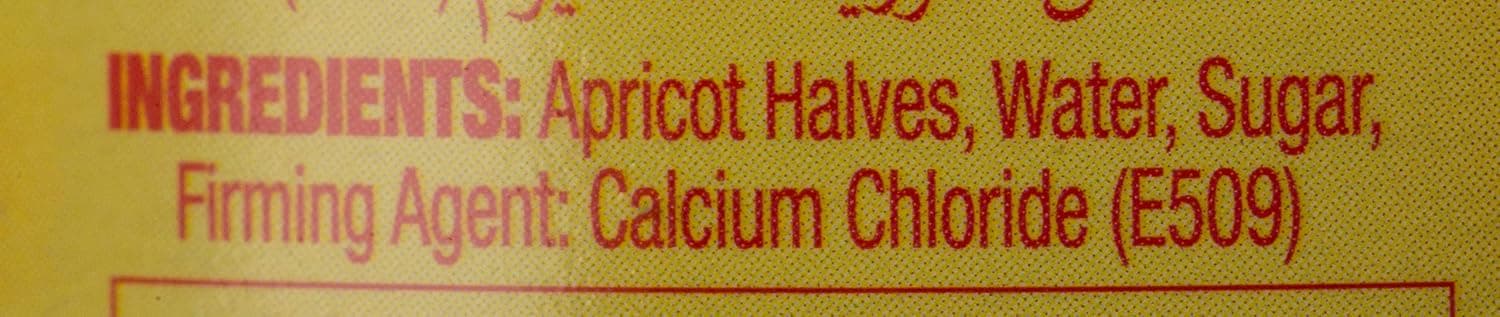 INGREDIENTS: Apricot Halves, Water, Sugar,
Firming Agent: Calcium Chloride (E509)